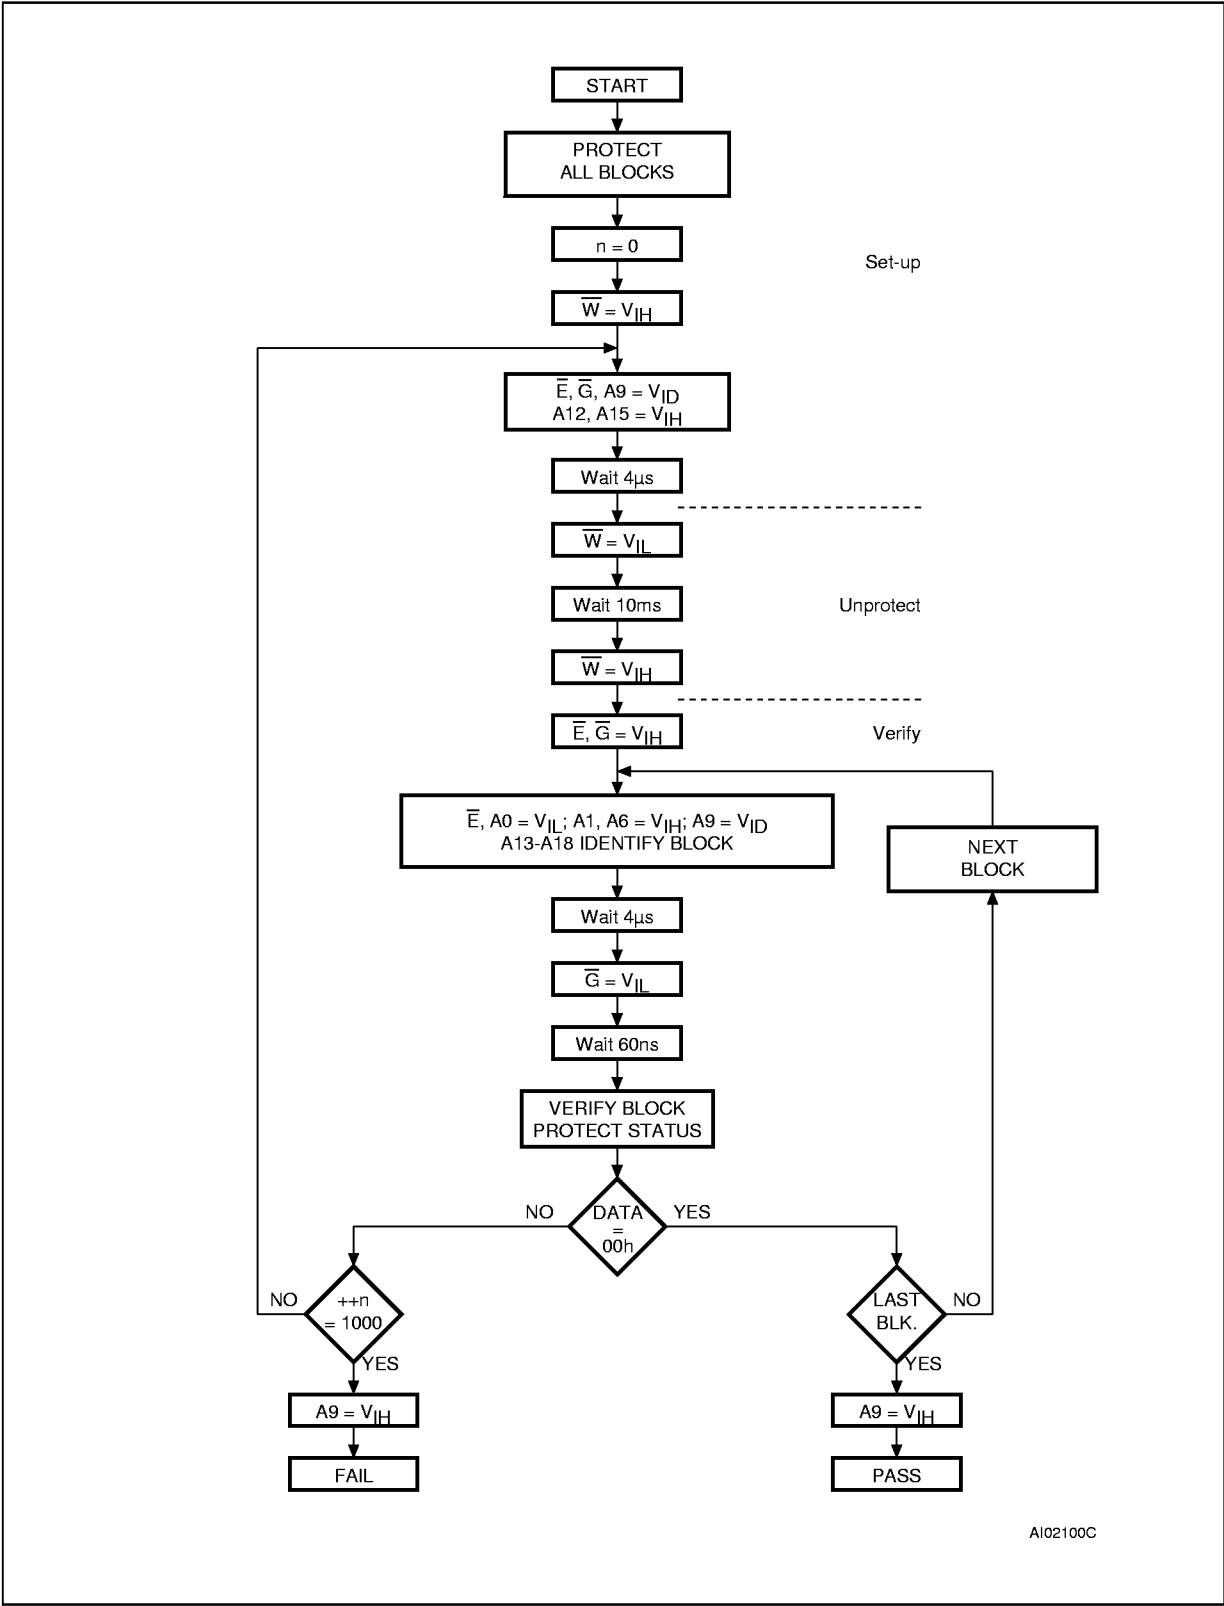 START
PROTECT
ALL BLOCKS
n = 0
Set-up
W̅ = VIH
E̅, G̅, A9 = VID
A12, A15 = VIH
Wait 4µs
W̅ = VIL
Wait 10ms
Unprotect
W̅ = VIH
E̅, G̅ = VIH
Verify
E̅, A0 = VIL; A1, A6 = VIH; A9 = VID
A13-A18 IDENTIFY BLOCK
NEXT
BLOCK
Wait 4µs
G̅ = VIL
Wait 60ns
VERIFY BLOCK
PROTECT STATUS
NO
DATA
=
00h
YES
NO
++n
= 1000
YES
LAST
BLK.
NO
YES
A9 = VIH
A9 = VIH
FAIL
PASS
AI02100C